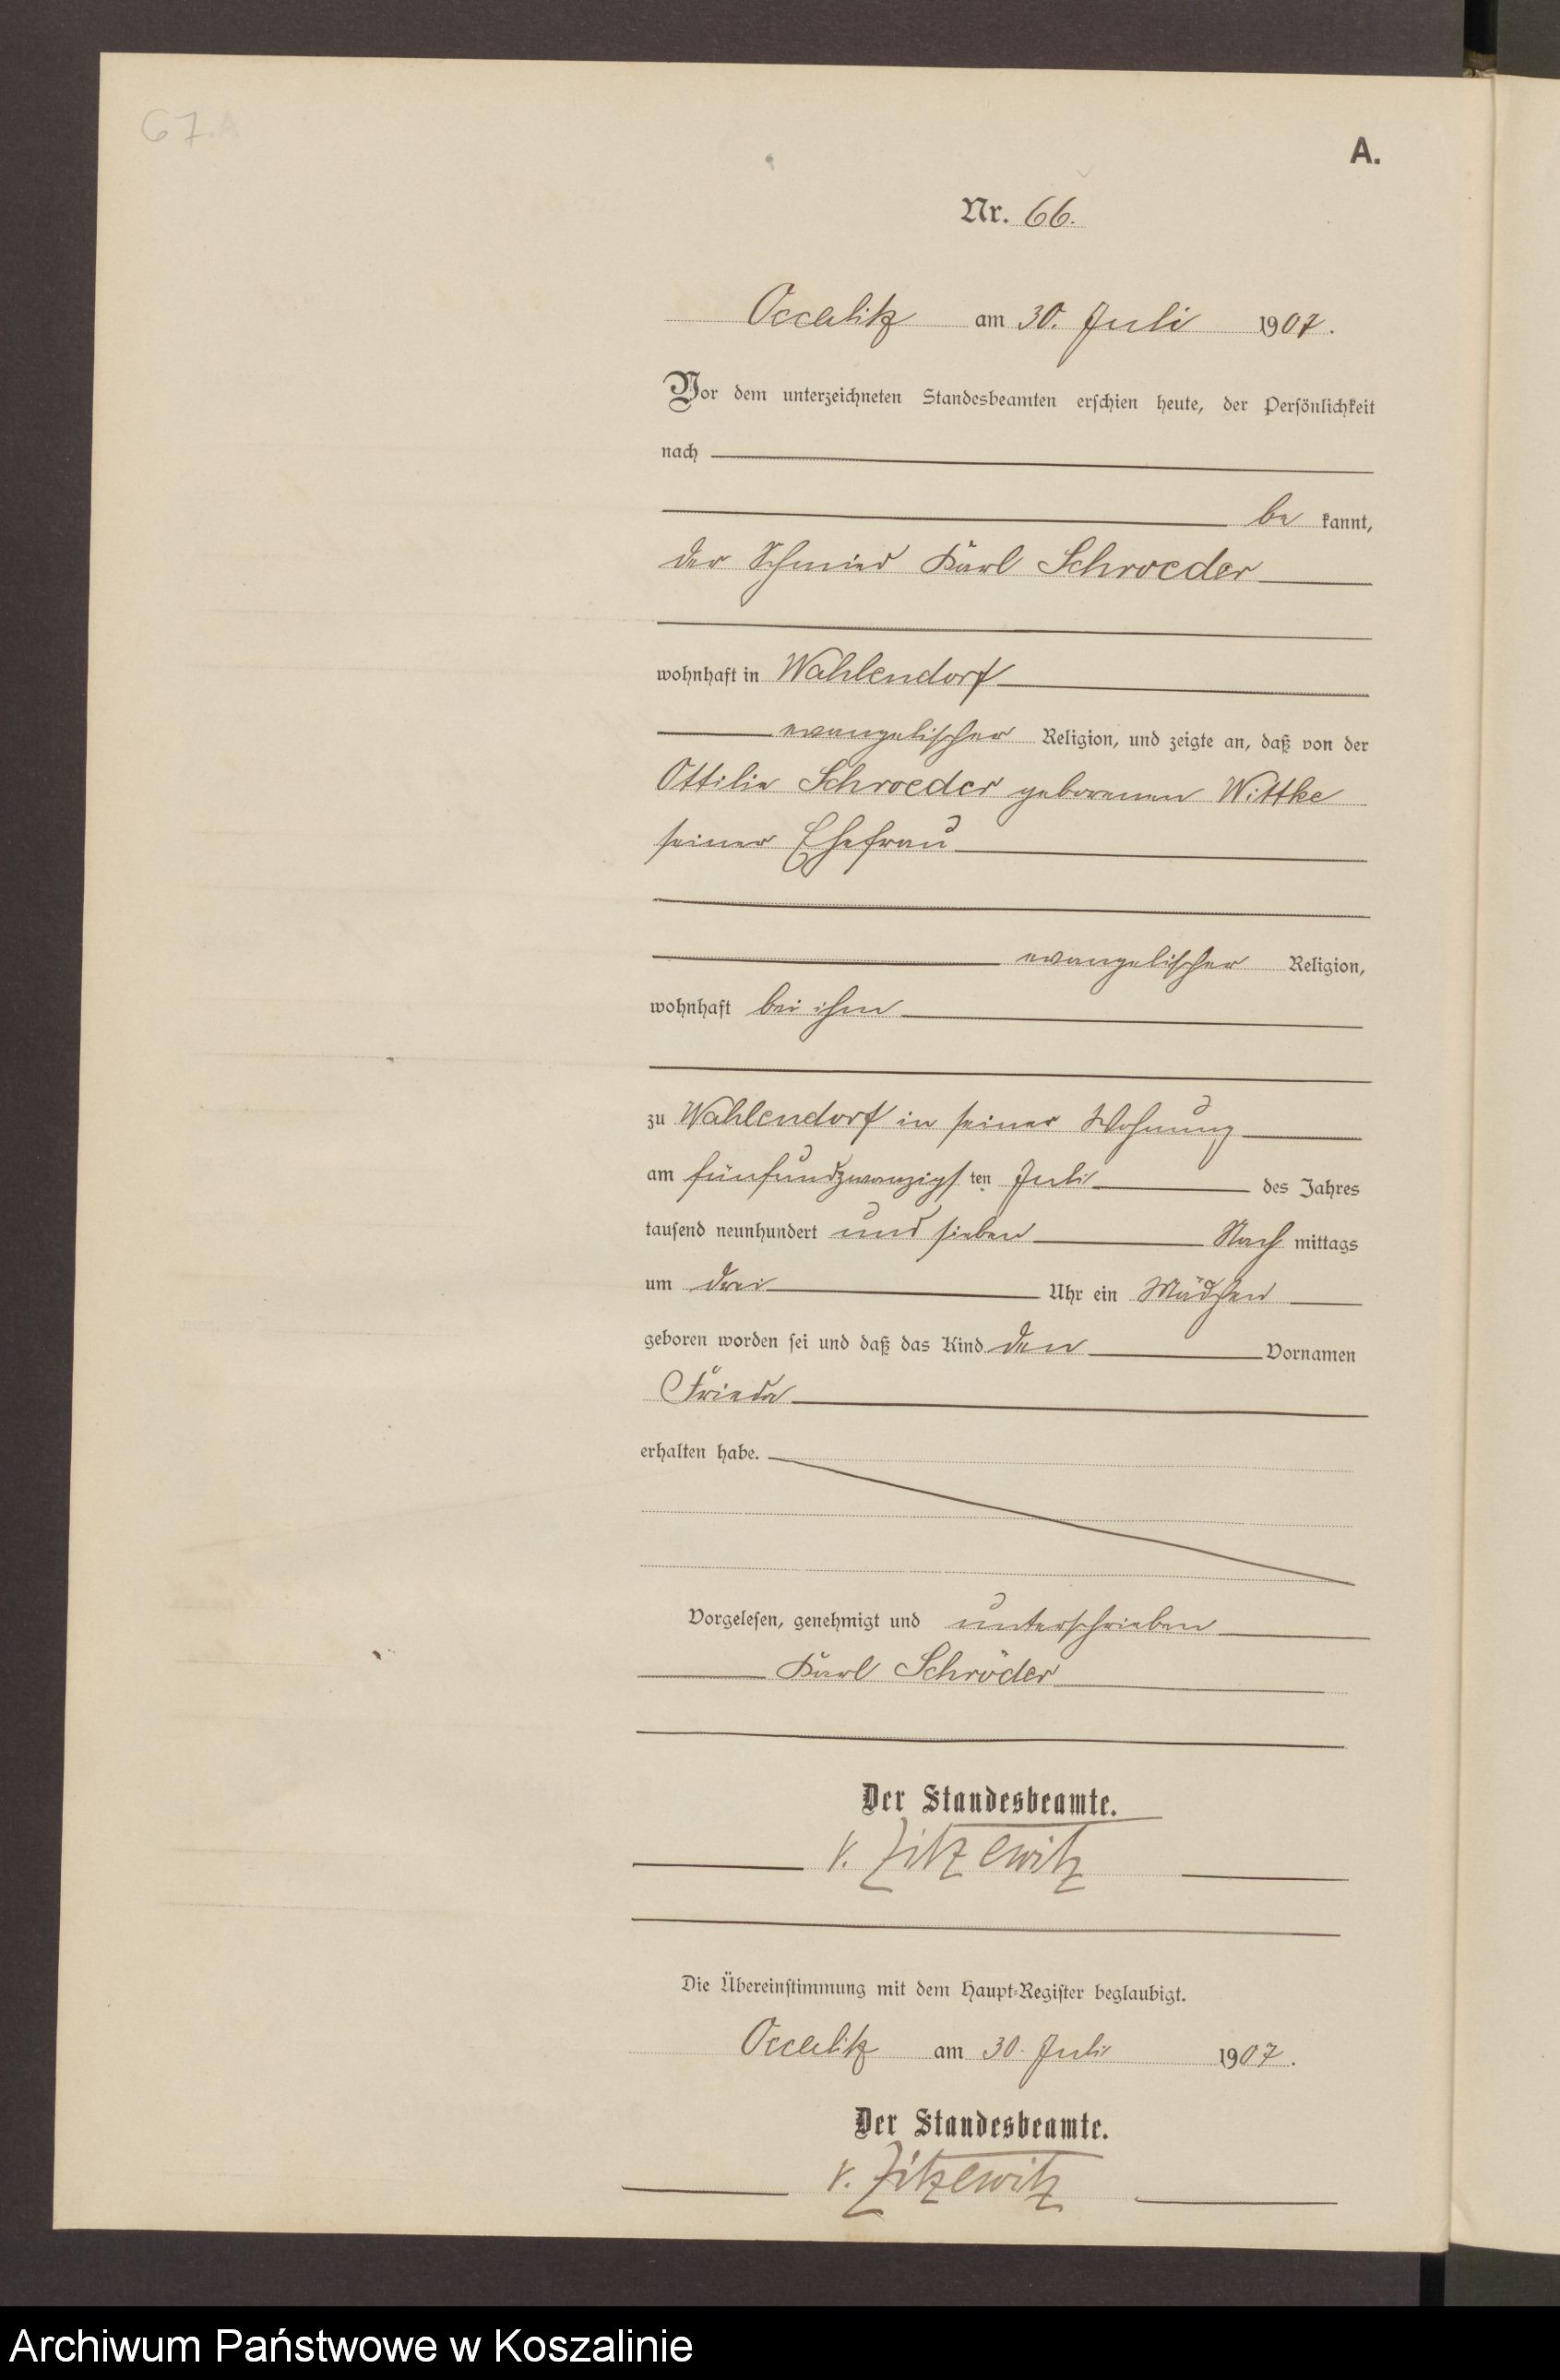 67.
A.
Nr. 66.
Occalitz am 30. Juli 1907.
Vor dem unterzeichneten Standesbeamten erschien heute, der Persönlichkeit
nach
be kannt,
der Schmied Karl Schroeder
wohnhaft in Wahlendorf
evangelischer Religion, und zeigte an, daß von der
Ottilie Schroeder geborenen Wittke
seiner Ehefrau
evangelischer Religion,
wohnhaft bei ihm
zu Wahlendorf in seiner Wohnung
am fünfundzwanzigsten Juli des Jahres
tausend neunhundert und sieben Nach mittags
um drei Uhr ein Mädchen
geboren worden sei und daß das Kind den Vornamen
Frieda
erhalten habe.
Vorgelesen, genehmigt und unterschrieben
Karl Schröder
Der Standesbeamte.
v. Zitzewitz
Die Übereinstimmung mit dem Haupt-Register beglaubigt.
Occalitz am 30. Juli 1907.
Der Standesbeamte.
v. Zitzewitz
Archiwum Państwowe w Koszalinie